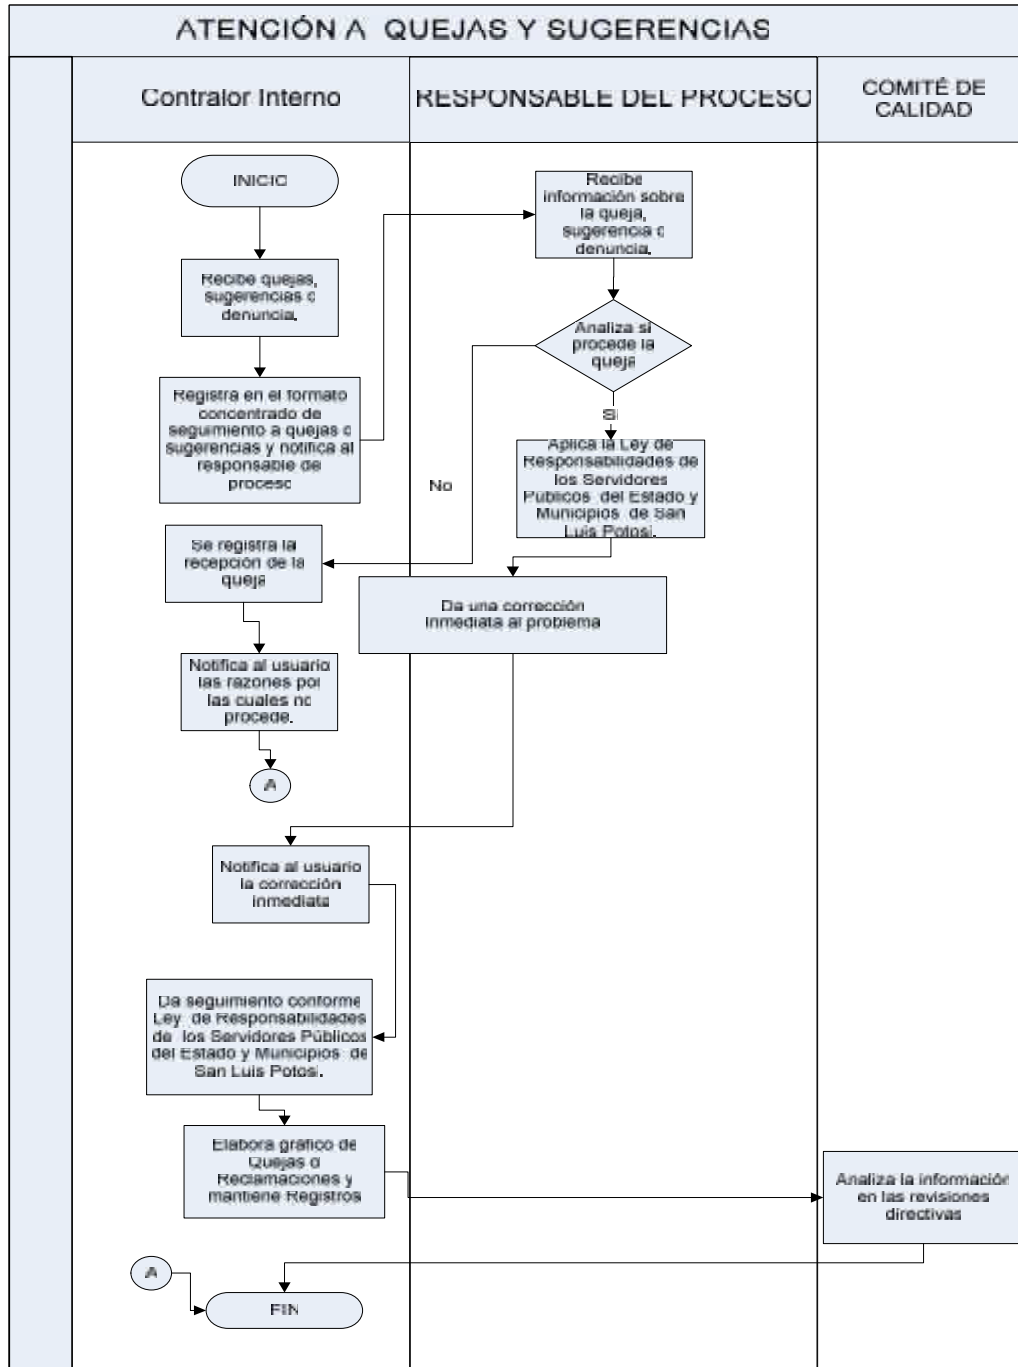 ATENCIÓN A QUEJAS Y SUGERENCIAS
Contralor Interno
RESPONSABLE DEL PROCESO
COMITÉ DE
CALIDAD
INICIO
Recibe quejas,
sugerencias o
denuncia.
Registra en el formato
concentrado de
seguimiento a quejas o
sugerencias y notifica al
responsable de
proceso
Recibe
información sobre
la queja,
sugerencia o
denuncia.
Analiza si
procede la
queja
Si
No
Aplica la Ley de
Responsabilidades de
los Servidores
Públicos del Estado y
Municipios de San
Luis Potosí.
Se registra la
recepción de la
queja
Da una corrección
inmediata al problema
Notifica al usuario
las razones por
las cuales no
procede.
A
Notifica al usuario
la corrección
inmediata
Da seguimiento conforme
Ley de Responsabilidades
de los Servidores Públicos
del Estado y Municipios de
San Luis Potosí.
Elabora gráfico de
Quejas o
Reclamaciones y
mantiene Registros
Analiza la información
en las revisiones
directivas
A
FIN